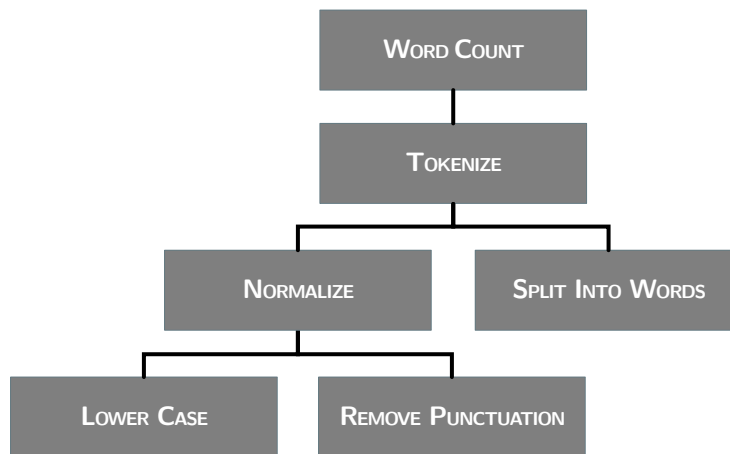 Word Count
Tokenize
Normalize
Split Into Words
Lower Case
Remove Punctuation